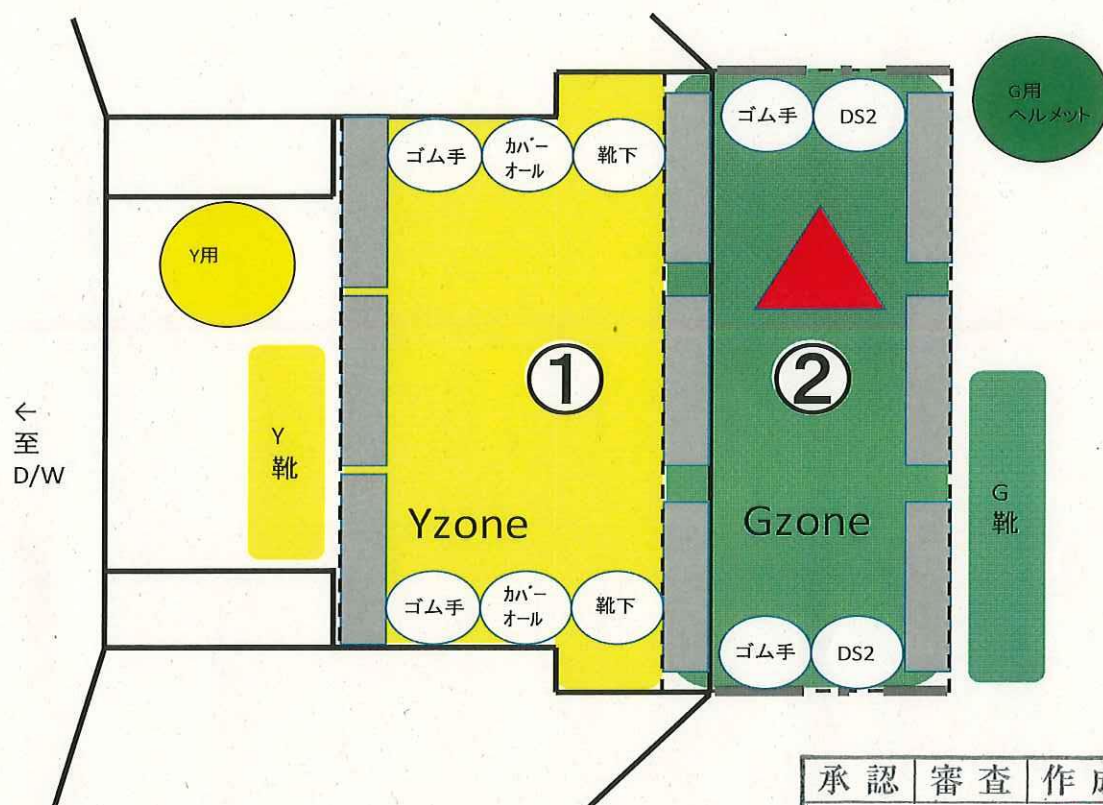 ゴム手
DS2
G用
ヘルメット
ゴム手
カバー
オール
靴下
Y用
①
②
←
至
D/W
Y
靴
G
靴
Yzone
Gzone
ゴム手
カバー
オール
靴下
ゴム手
DS2
承認
審査
作成